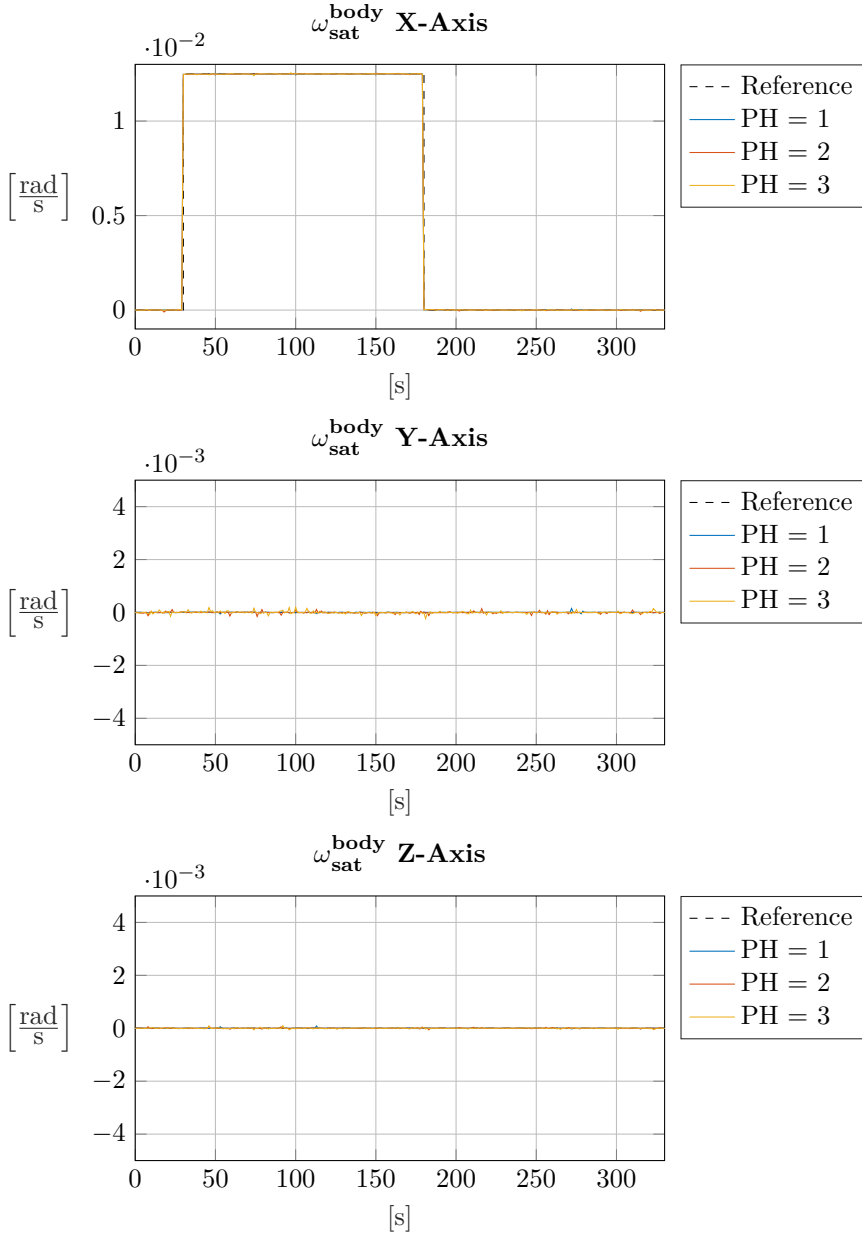 ω_sat^body X-Axis
·10^−2
1
0.5
0
[rad/s]
0 50 100 150 200 250 300
[s]
Reference
PH = 1
PH = 2
PH = 3
ω_sat^body Y-Axis
·10^−3
4
2
0
−2
−4
[rad/s]
0 50 100 150 200 250 300
[s]
Reference
PH = 1
PH = 2
PH = 3
ω_sat^body Z-Axis
·10^−3
4
2
0
−2
−4
[rad/s]
0 50 100 150 200 250 300
[s]
Reference
PH = 1
PH = 2
PH = 3